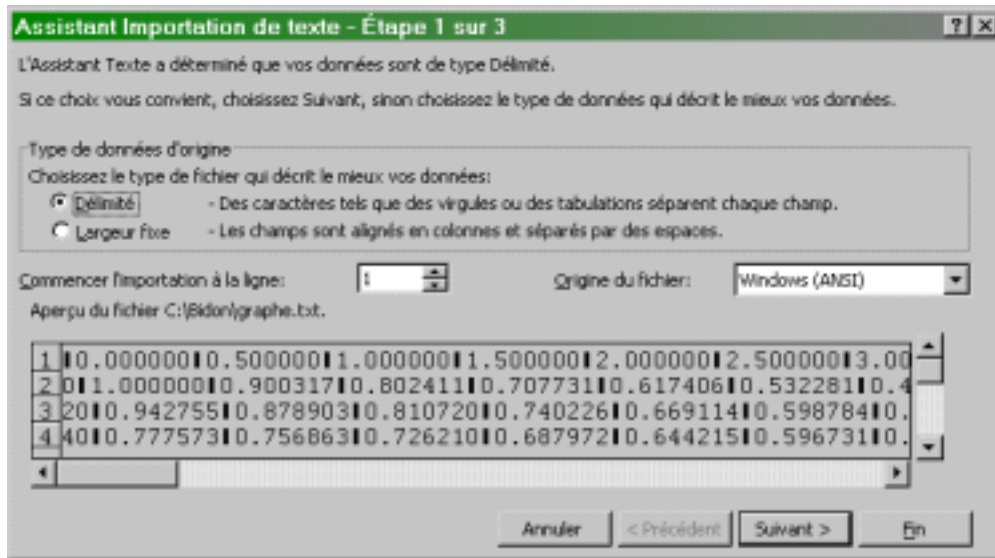 Assistant Importation de texte - Étape 1 sur 3
L'Assistant Texte a déterminé que vos données sont de type Délimité.
Si ce choix vous convient, choisissez Suivant, sinon choisissez le type de données qui décrit le mieux vos données.
Type de données d'origine
Choisissez le type de fichier qui décrit le mieux vos données:
Délimité - Des caractères tels que des virgules ou des tabulations séparent chaque champ.
Largeur fixe - Les champs sont alignés en colonnes et séparés par des espaces.
Commencer l'importation à la ligne: 1 Origine du fichier: Windows (ANSI)
Aperçu du fichier C:\Bidon\graphe.txt.
1 ▮0.000000▮0.500000▮1.000000▮1.500000▮2.000000▮2.500000▮3.00
2 0▮1.000000▮0.900317▮0.802411▮0.707731▮0.617406▮0.532281▮0.4
3 20▮0.942755▮0.878903▮0.810720▮0.740226▮0.669114▮0.598784▮0.
4 40▮0.777573▮0.756863▮0.726210▮0.687972▮0.644215▮0.596731▮0.
Annuler < Précédent Suivant > Fin